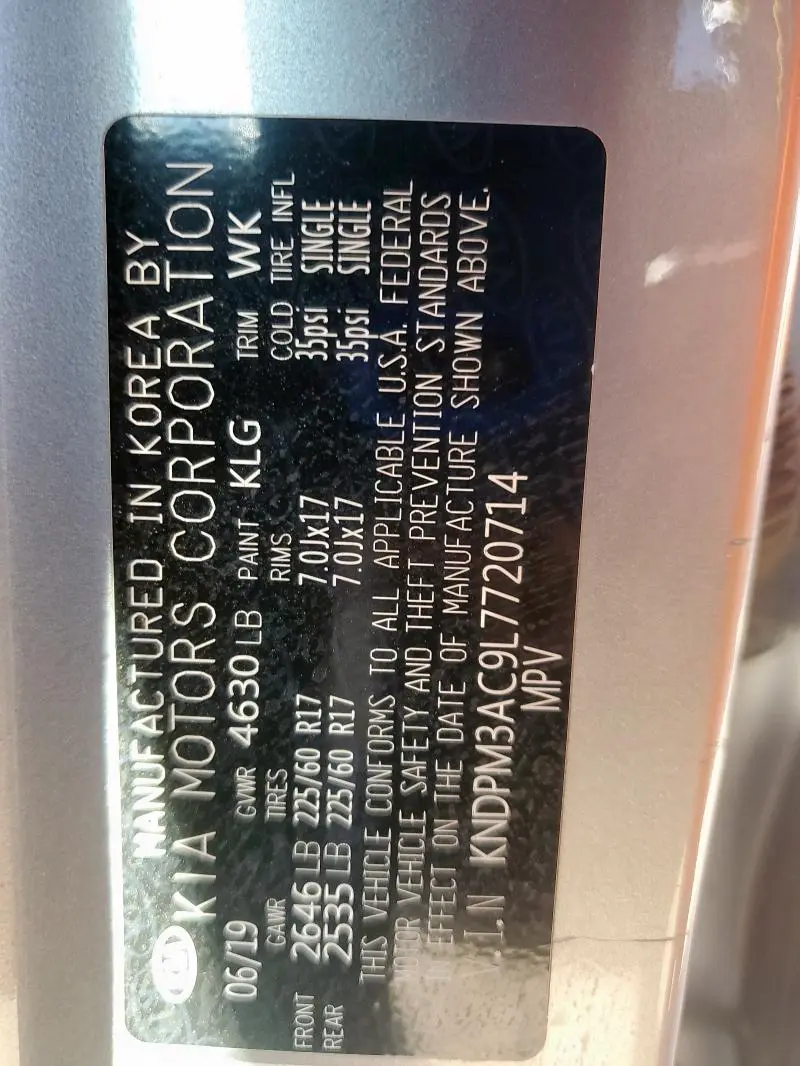 KIA
MANUFACTURED IN KOREA BY
KIA MOTORS CORPORATION
06/19 GVWR 4630 LB PAINT KLG TRIM WK
GAWR TIRES RIMS COLD TIRE INFL
FRONT 2646 LB 225/60 R17 7.0Jx17 35psi SINGLE
REAR 2535 LB 225/60 R17 7.0Jx17 35psi SINGLE
THIS VEHICLE CONFORMS TO ALL APPLICABLE U.S.A. FEDERAL
MOTOR VEHICLE SAFETY AND THEFT PREVENTION STANDARDS
IN EFFECT ON THE DATE OF MANUFACTURE SHOWN ABOVE.
V.I.N KNDPM3AC9L7720714
MPV